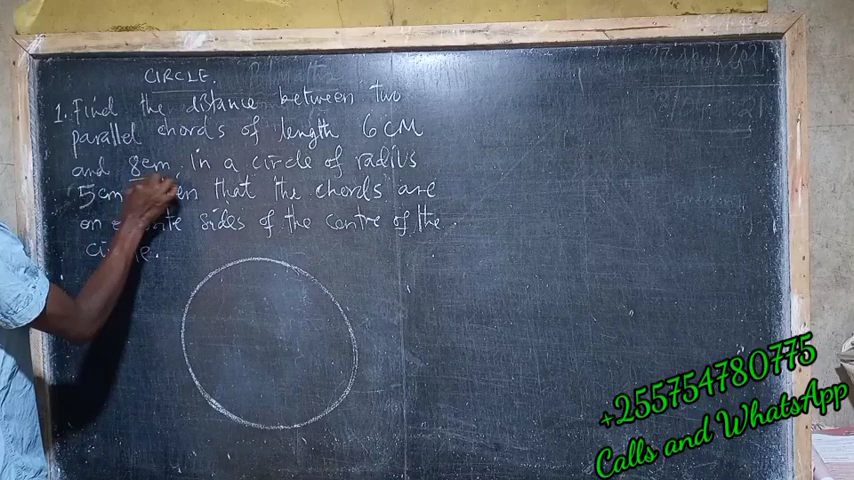 CIRCLE.
1. Find the distance between two
parallel chords of length 6CM
and 8cm, in a circle of radius
5cm that the chords are
on sides of the centre of the
+255754780775
Calls and WhatsApp